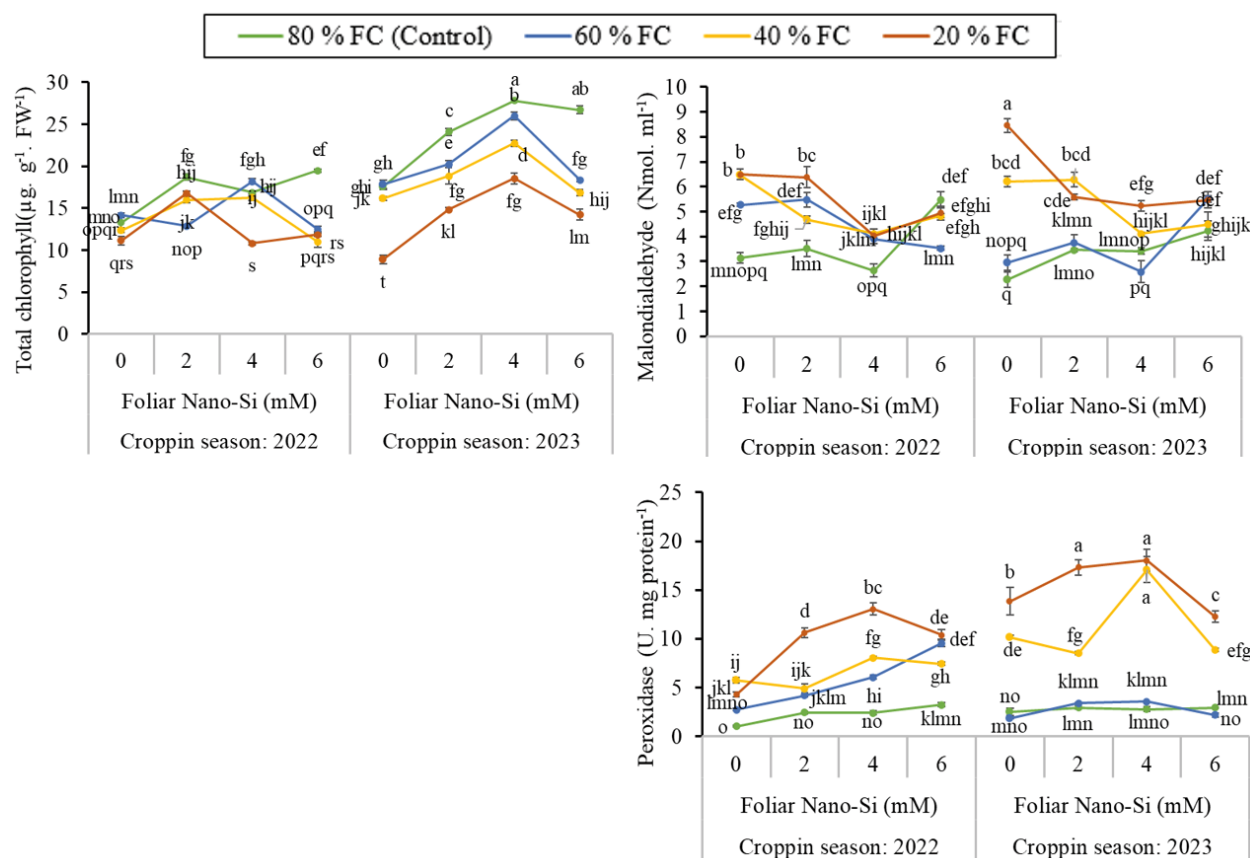 80 % FC (Control) 60 % FC 40 % FC 20 % FC
Total chlorophyll(µg. g⁻¹. FW⁻¹)
30
25
20
15
10
5
0
lmn
mno
opqr
qrs
fg
hij
jk
nop
fgh
hij
ij
s
ef
opq
rs
pqrs
gh
ghi
jk
t
c
e
fg
kl
a
b
d
fg
ab
fg
hij
lm
0 2 4 6 0 2 4 6
Foliar Nano-Si (mM) Foliar Nano-Si (mM)
Croppin season: 2022 Croppin season: 2023
Malondialdehyde (Nmol. ml⁻¹)
10
9
8
7
6
5
4
3
2
1
0
b
b
efg
mnopq
bc
def
fghij
lmn
ijkl
jklm
hijkl
opq
def
efghi
efgh
lmn
a
bcd
nopq
q
bcd
cde
klmn
lmno
efg
hijkl
lmnop
pq
def
def
ghijk
hijkl
0 2 4 6 0 2 4 6
Foliar Nano-Si (mM) Foliar Nano-Si (mM)
Croppin season: 2022 Croppin season: 2023
Peroxidase (U. mg protein⁻¹)
25
20
15
10
5
0
ij
jkl
lmno
o
d
ijk
jklm
no
bc
fg
hi
no
de
def
gh
klmn
b
de
no
mno
a
fg
klmn
lmn
a
a
klmn
lmno
c
efg
lmn
no
0 2 4 6 0 2 4 6
Foliar Nano-Si (mM) Foliar Nano-Si (mM)
Croppin season: 2022 Croppin season: 2023